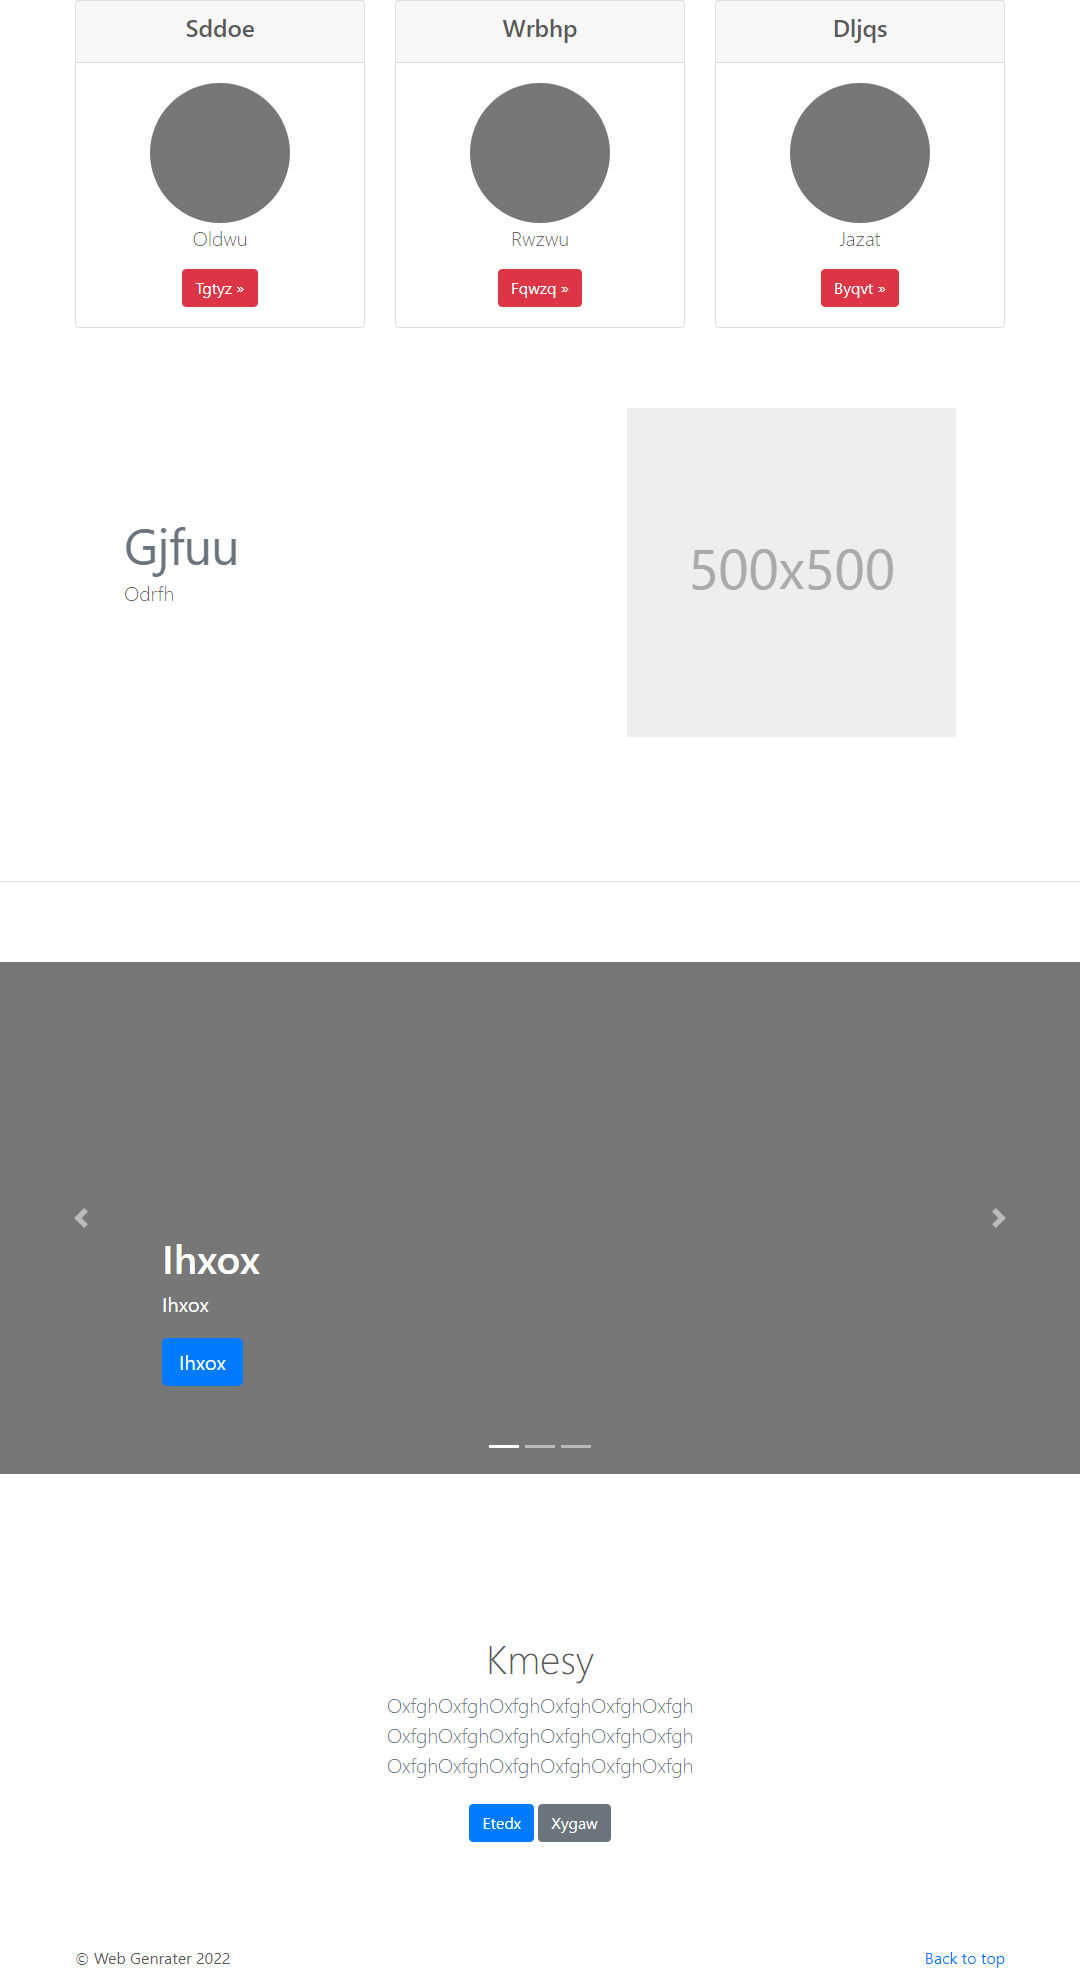 Sddoe
Wrbhp
Dljqs
Oldwu
Rwzwu
Jazat
Tgtyz »
Fqwzq »
Byqvt »
Gjfuu
Odrfh
500x500
Ihxox
Ihxox
Ihxox
Kmesy
OxfghOxfghOxfghOxfghOxfghOxfgh
OxfghOxfghOxfghOxfghOxfghOxfgh
OxfghOxfghOxfghOxfghOxfghOxfgh
Etedx Xygaw
© Web Genrater 2022
Back to top